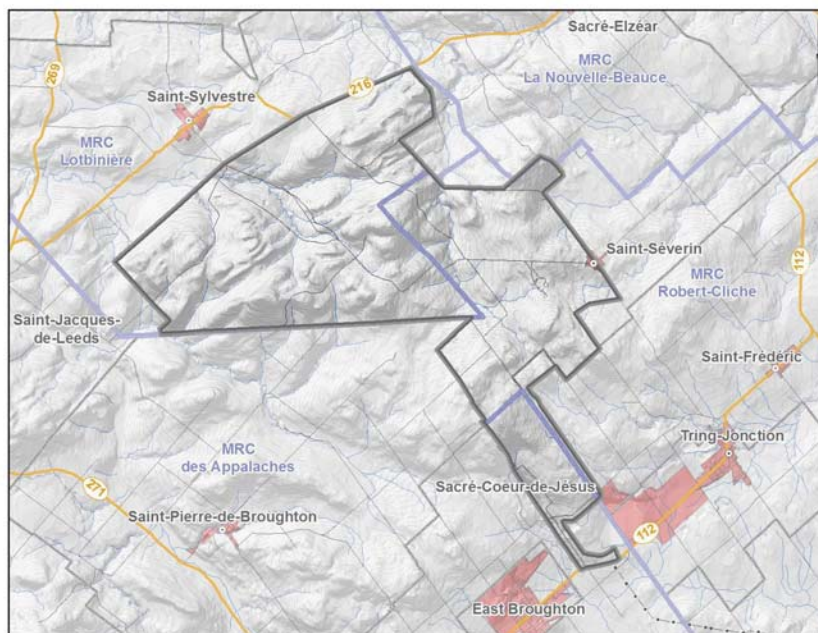 Sacré-Elzéar
MRC
La Nouvelle-Beauce
269
216
Saint-Sylvestre
MRC
Lotbinière
Saint-Séverin
112
MRC
Robert-Cliche
Saint-Jacques-
de-Leeds
Saint-Frédéric
Tring-Jonction
MRC
des Appalaches
271
Sacré-Coeur-de-Jésus
Saint-Pierre-de-Broughton
112
East Broughton